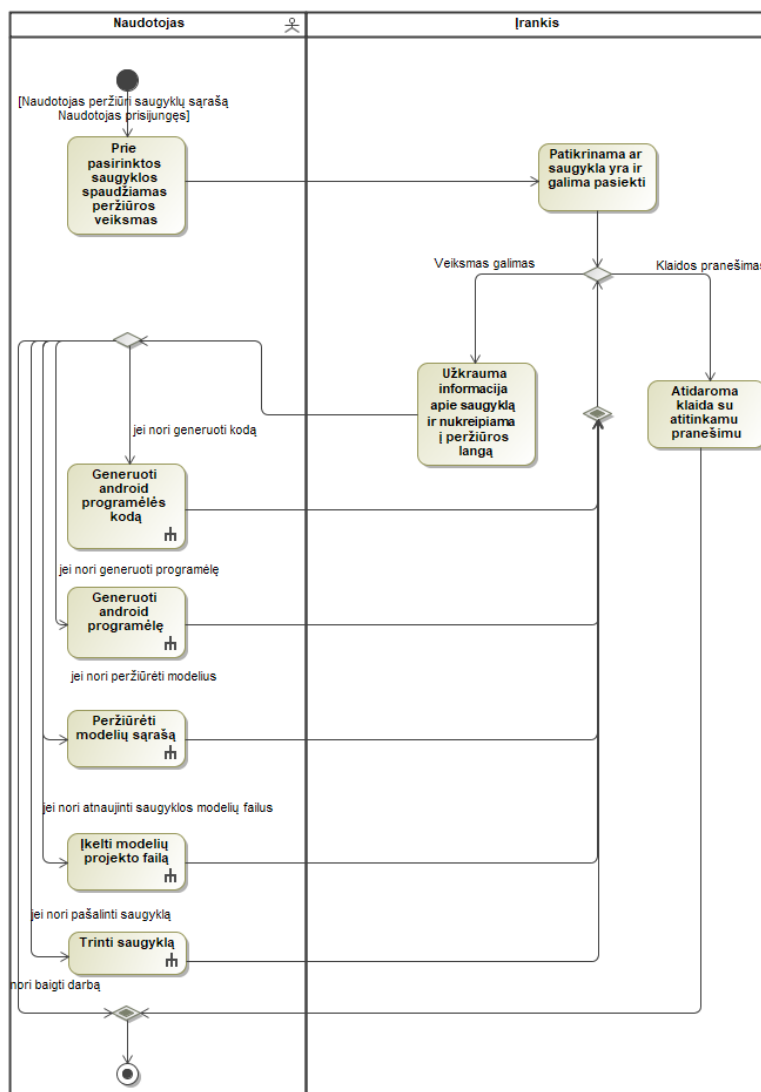 Naudotojas
Įrankis
[Naudotojas peržiūri saugyklų sąrašą
Naudotojas prisijungęs]
Prie
pasirinktos
saugyklos
spaudžiamas
peržiūros
veiksmas
Patikrinama ar
saugykla yra ir
galima pasiekti
Veiksmas galimas
Klaidos pranešimas
Užkrauma
informacija
apie saugyklą
ir nukreipiama
į peržiūros
langą
Atidaroma
klaida su
atitinkamu
pranešimu
jei nori generuoti kodą
Generuoti
android
programėlės
kodą
jei nori generuoti programėlę
Generuoti
android
programėlę
jei nori peržiūrėti modelius
Peržiūrėti
modelių sąrašą
jei nori atnaujinti saugyklos modelių failus
Įkelti modelių
projekto failą
jei nori pašalinti saugyklą
Trinti saugyklą
nori baigti darbą